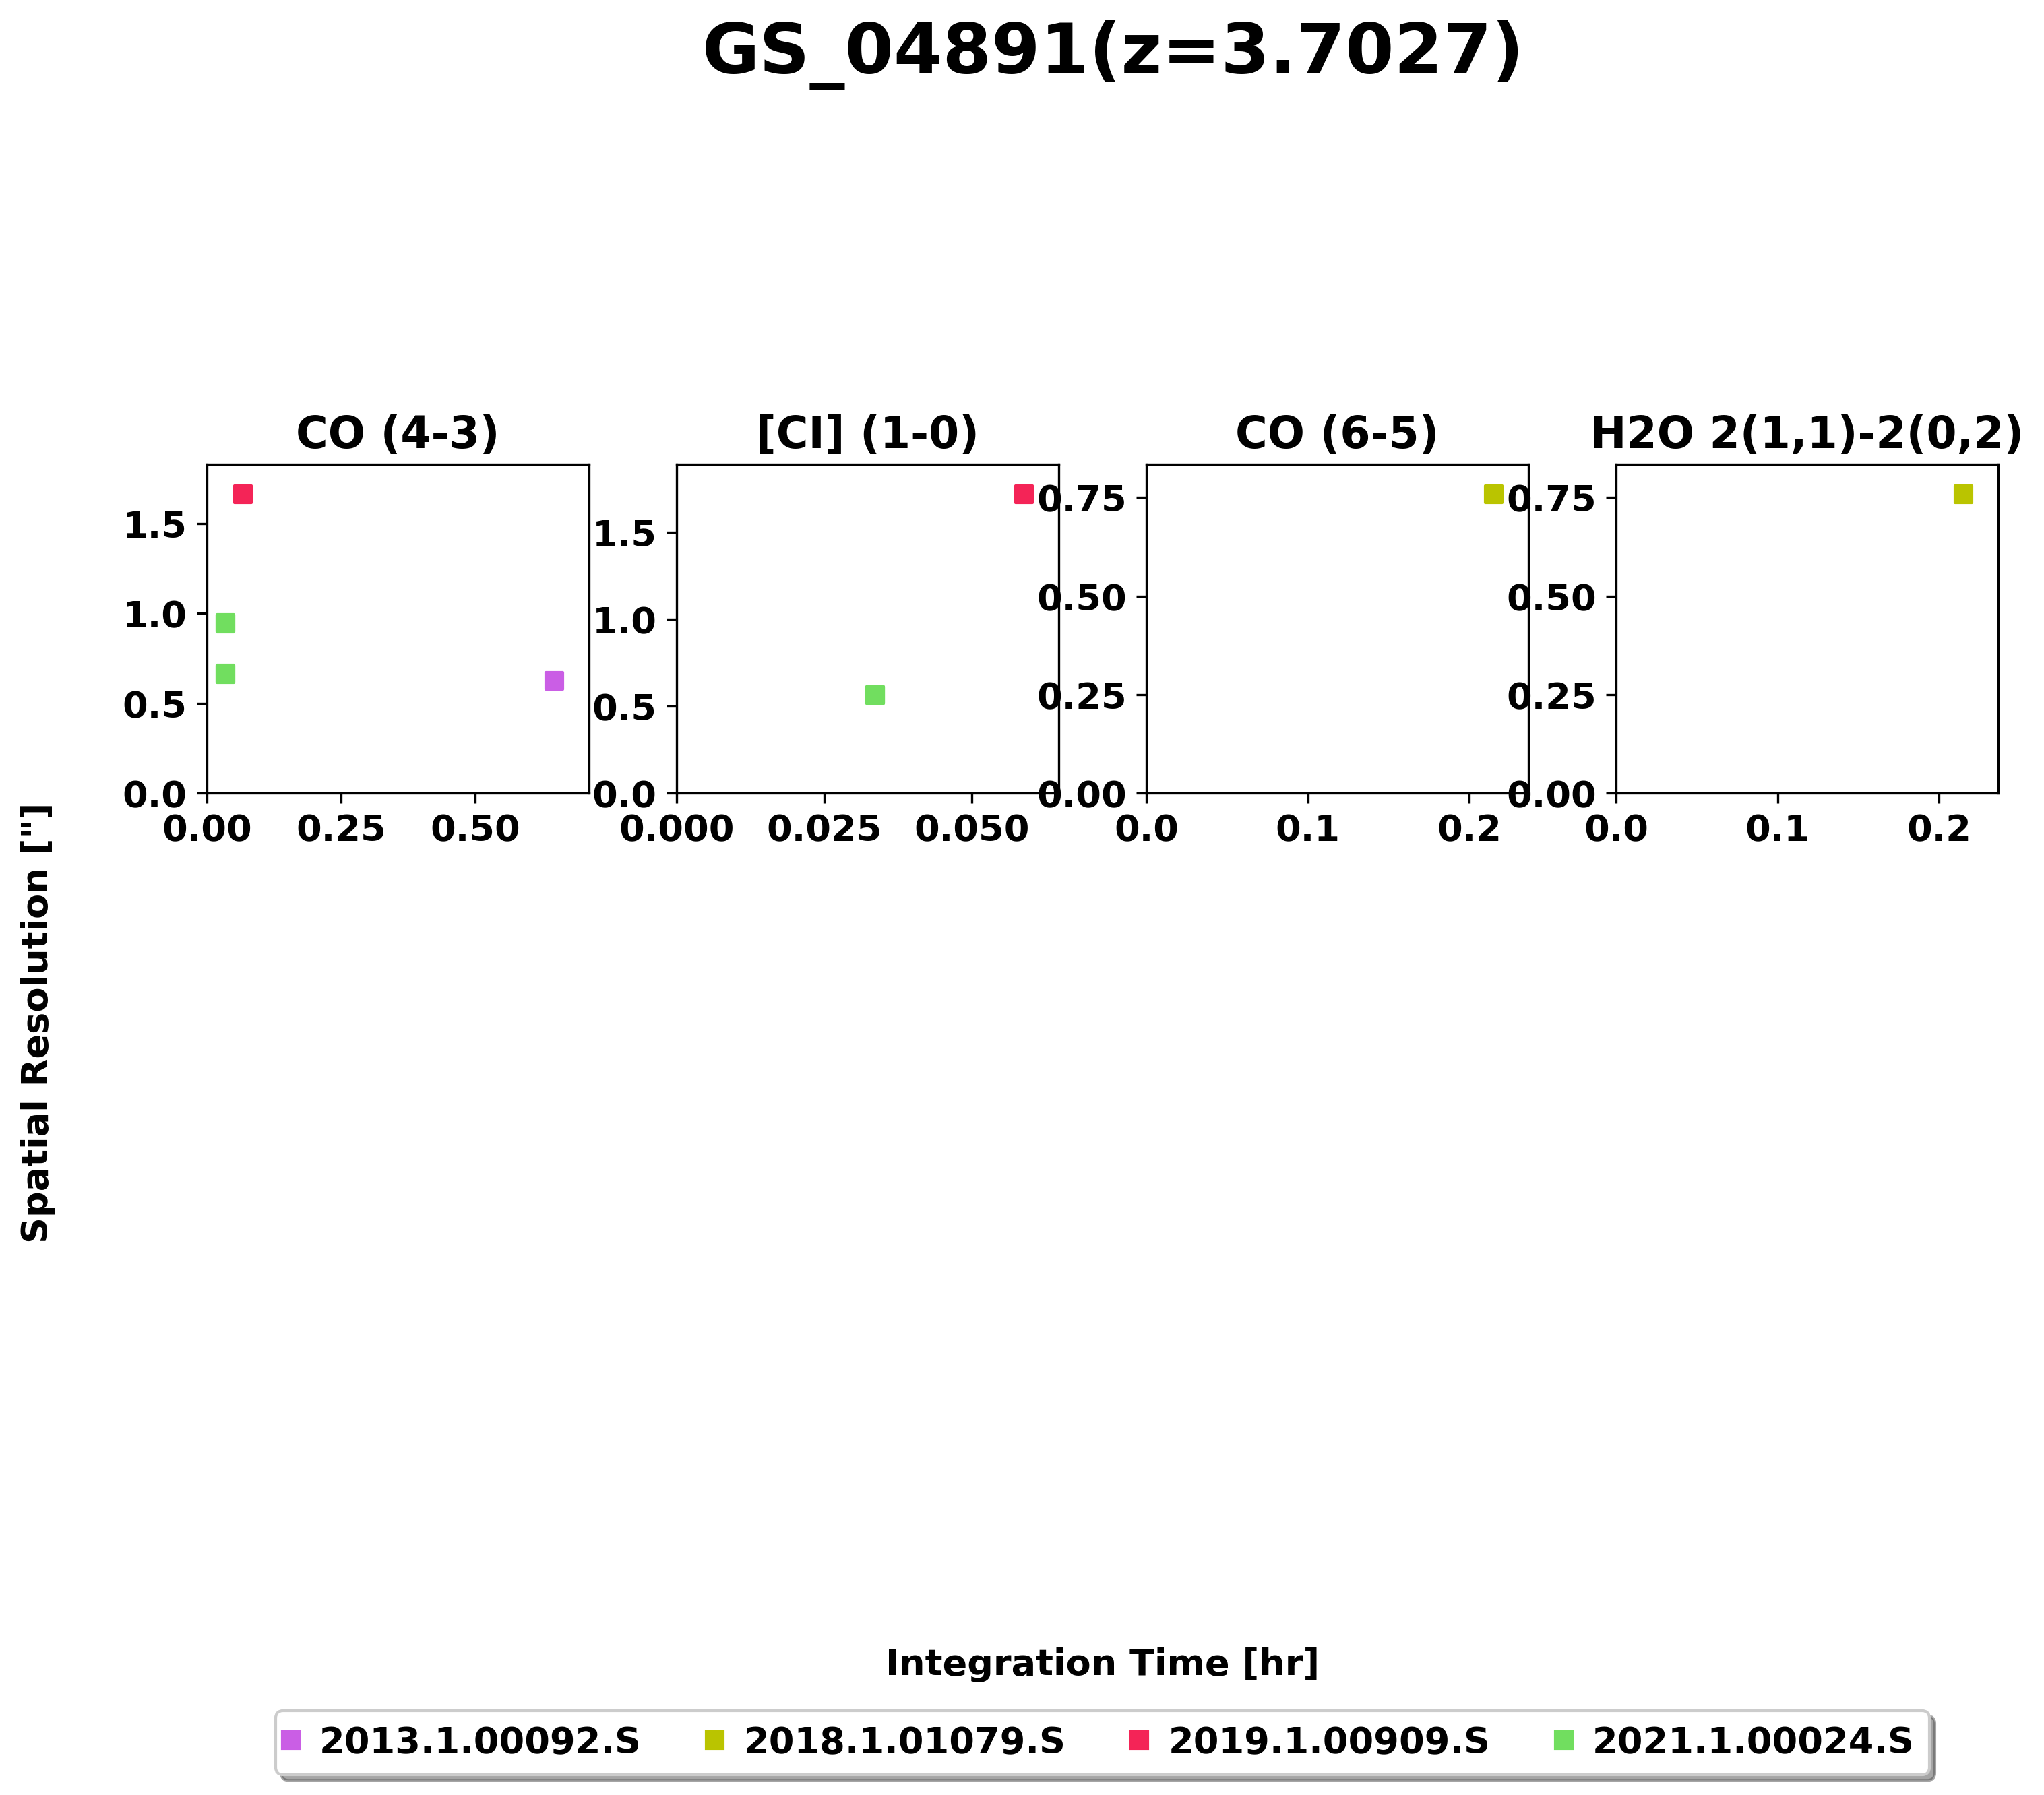 GS_04891(z=3.7027)
CO (4-3)
[CI] (1-0)
CO (6-5)
H2O 2(1,1)-2(0,2)
1.5
1.0
0.5
0.0
0.00 0.25 0.50
1.5
1.0
0.5
0.0
0.000 0.025 0.050
0.75
0.50
0.25
0.00
0.0 0.1 0.2
0.75
0.50
0.25
0.00
0.0 0.1 0.2
Spatial Resolution ["]
Integration Time [hr]
2013.1.00092.S 2018.1.01079.S 2019.1.00909.S 2021.1.00024.S